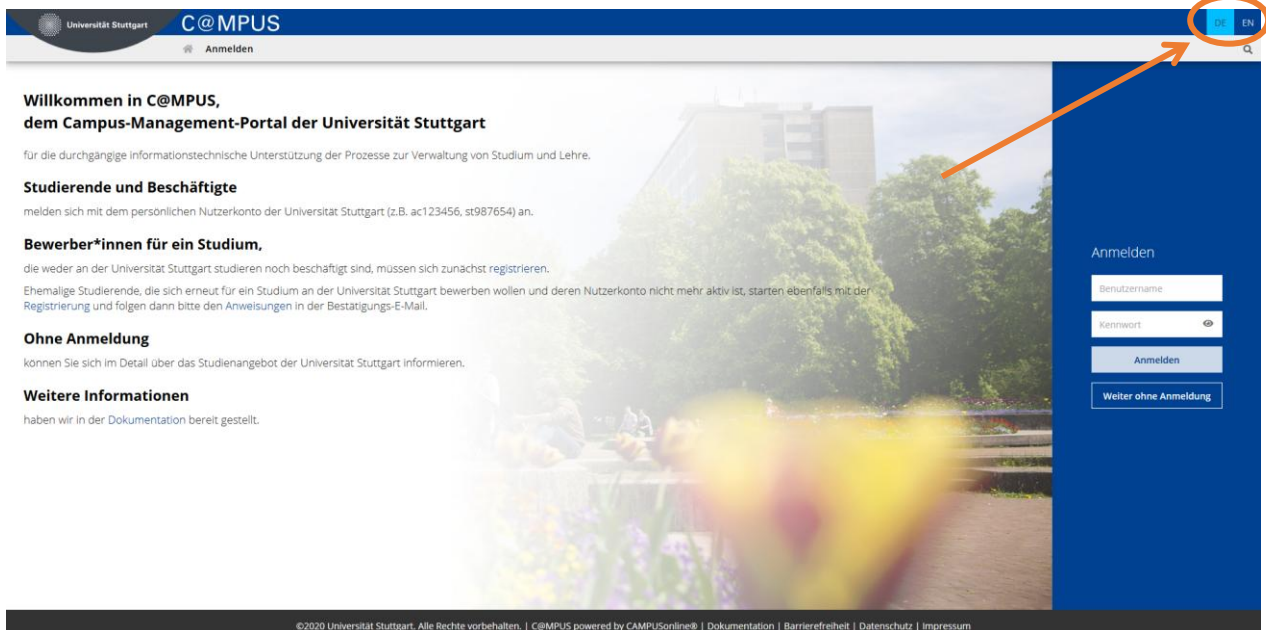 Universität Stuttgart
C@MPUS
DE EN
Anmelden
Willkommen in C@MPUS,
dem Campus-Management-Portal der Universität Stuttgart
für die durchgängige informationstechnische Unterstützung der Prozesse zur Verwaltung von Studium und Lehre.
Studierende und Beschäftigte
melden sich mit dem persönlichen Nutzerkonto der Universität Stuttgart (z.B. ac123456, st987654) an.
Bewerber*innen für ein Studium,
die weder an der Universität Stuttgart studieren noch beschäftigt sind, müssen sich zunächst registrieren.
Ehemalige Studierende, die sich erneut für ein Studium an der Universität Stuttgart bewerben wollen und deren Nutzerkonto nicht mehr aktiv ist, starten ebenfalls mit der
Registrierung und folgen dann bitte den Anweisungen in der Bestätigungs-E-Mail.
Ohne Anmeldung
können Sie sich im Detail über das Studienangebot der Universität Stuttgart informieren.
Weitere Informationen
haben wir in der Dokumentation bereit gestellt.
Anmelden
Benutzername
Kennwort
Anmelden
Weiter ohne Anmeldung
©2020 Universität Stuttgart. Alle Rechte vorbehalten. | C@MPUS powered by CAMPUSonline® | Dokumentation | Barrierefreiheit | Datenschutz | Impressum